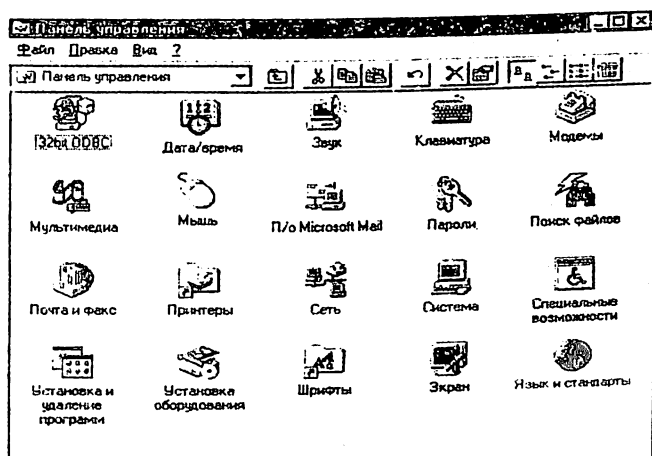 Панель управления
Файл Правка Вид ?
Панель управления
32bit ODBC
Дата/время
Звук
Клавиатура
Модемы
Мультимедиа
Мышь
П/о Microsoft Mail
Пароли
Поиск файлов
Почта и факс
Принтеры
Сеть
Система
Специальные
возможности
Установка и
удаление
программ
Установка
оборудования
Шрифты
Экран
Язык и стандарты